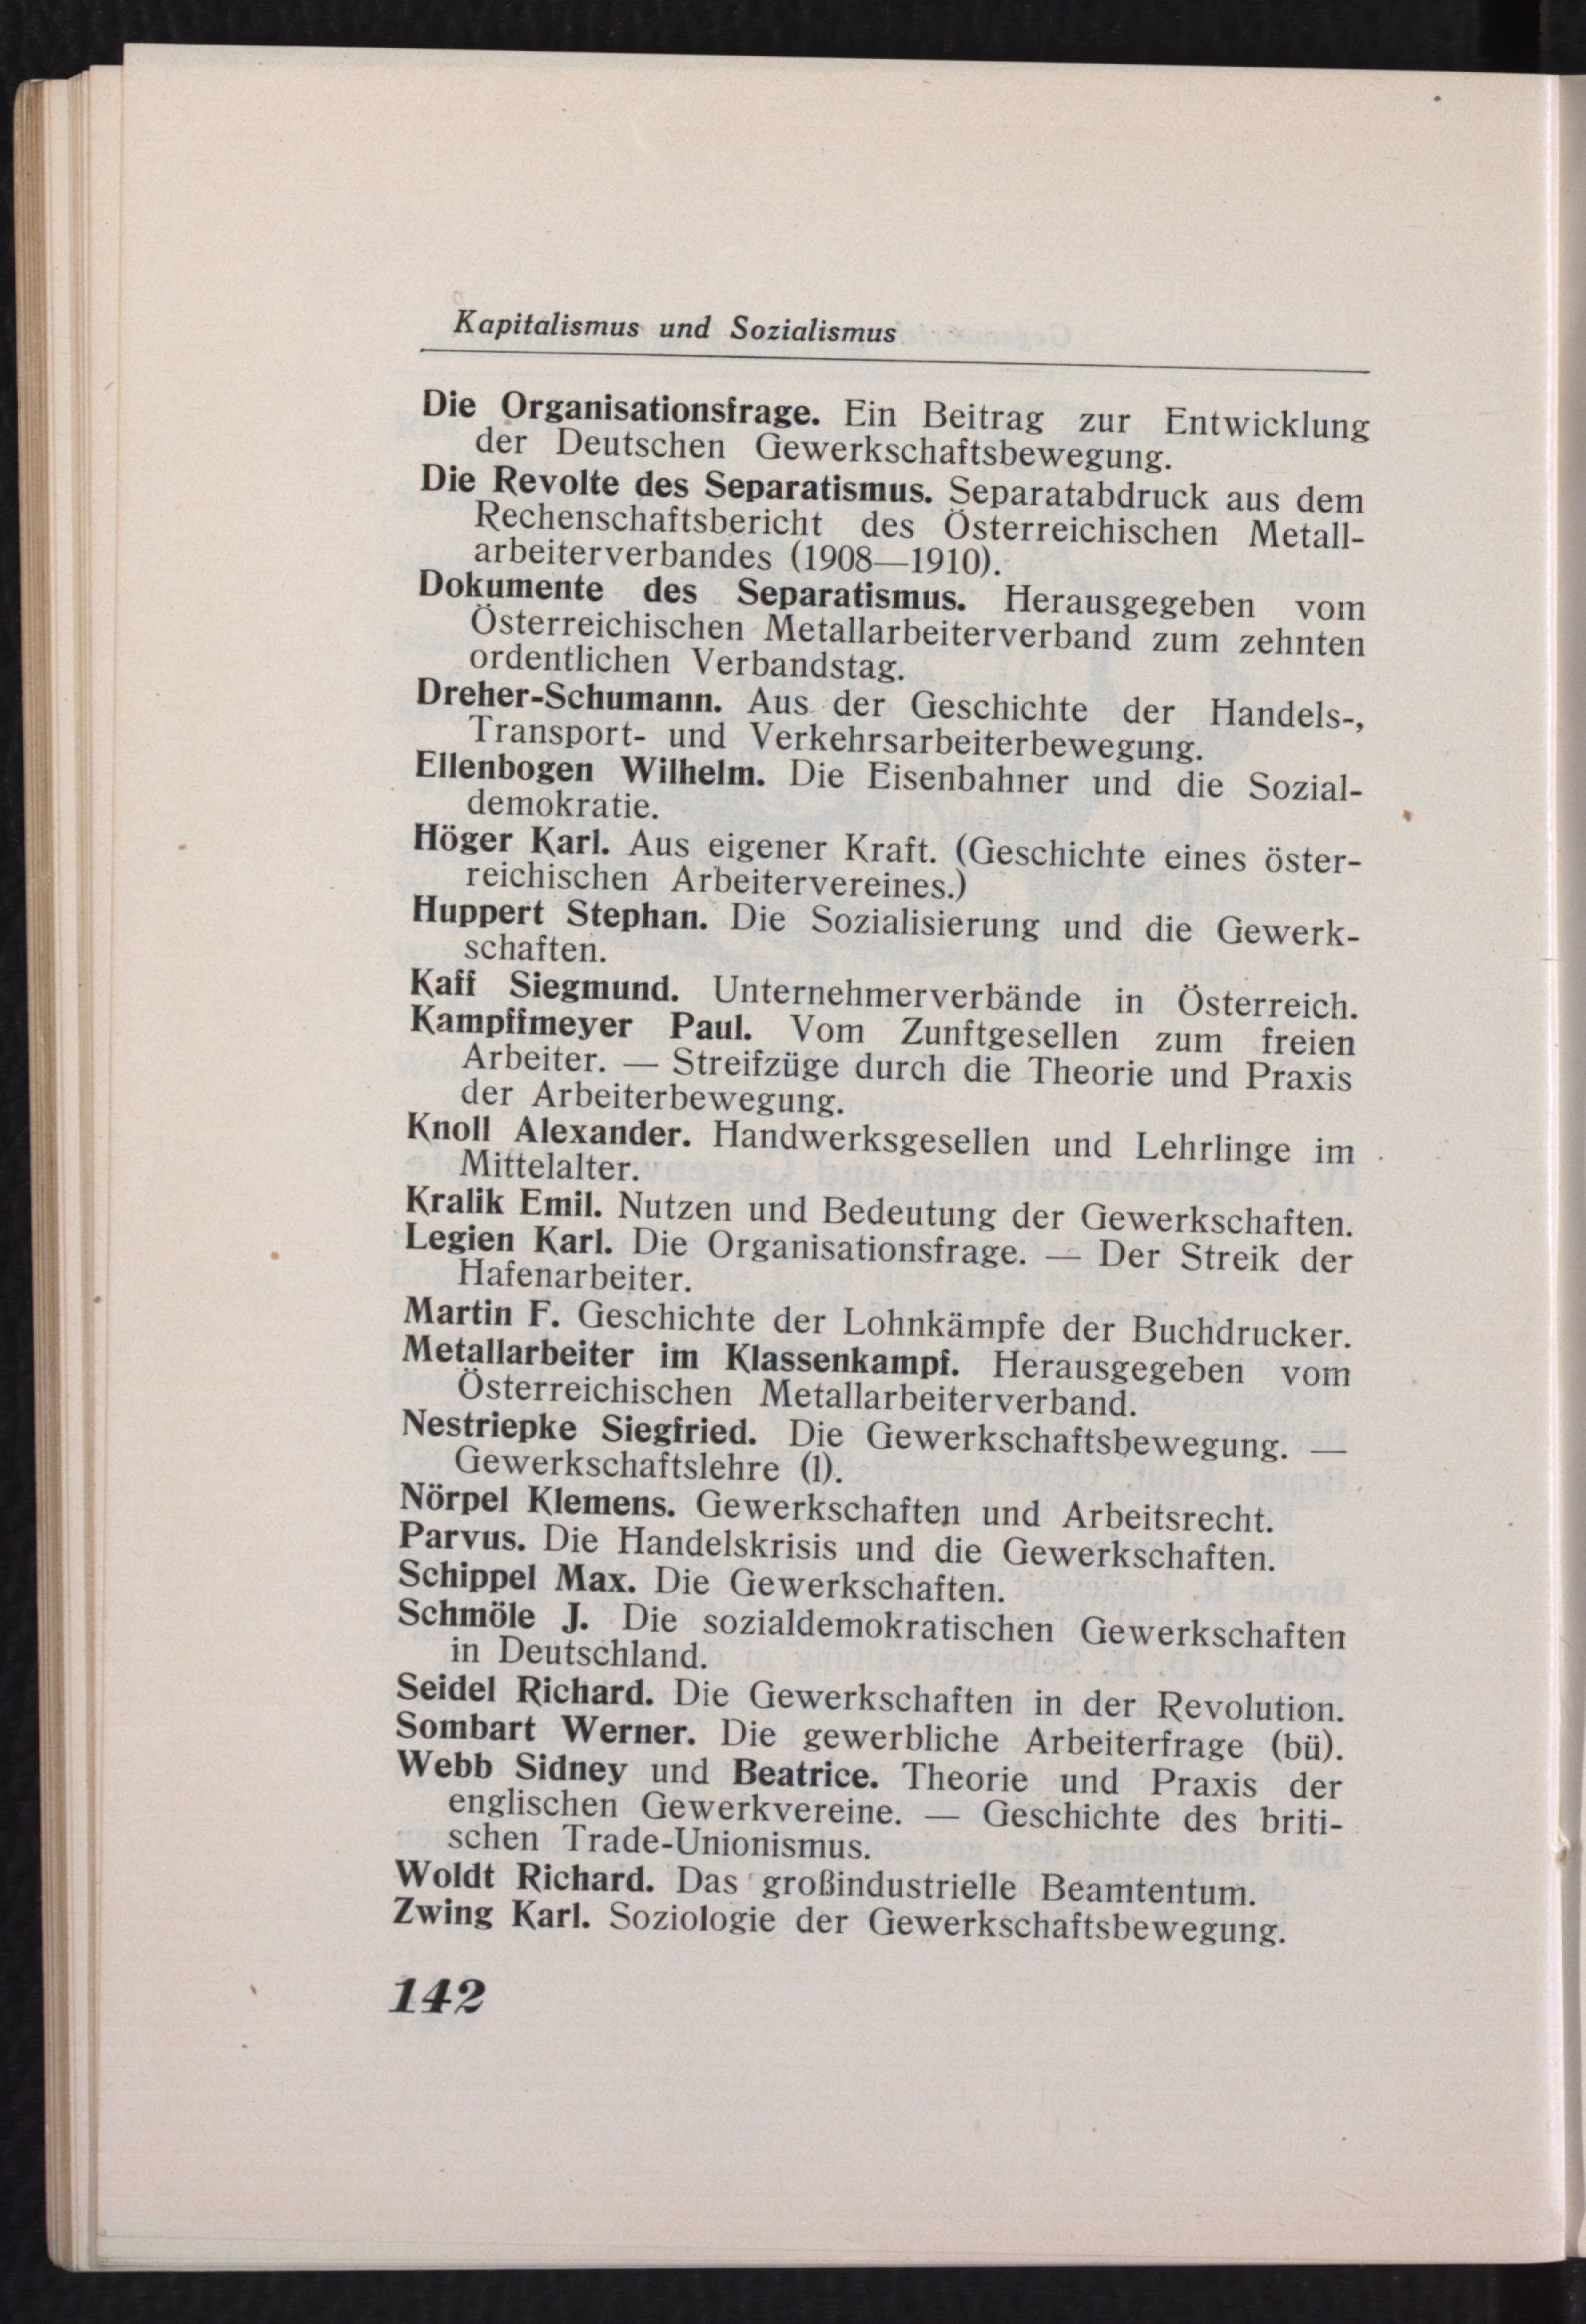 Kapitalismus und Sozialismus
Die Organisationsfrage. Ein Beitrag zur Entwicklung
der Deutschen Gewerkschaftsbewegung.
Die Revolte des Separatismus. Separatabdruck aus dem
Rechenschaftsbericht des Österreichischen Metall-
arbeiterverbandes (1908—1910).
Dokumente des Separatismus. Herausgegeben vom
Österreichischen Metallarbeiterverband zum zehnten
ordentlichen Verbandstag.
Dreher-Schumann. Aus der Geschichte der Handels-,
Transport- und Verkehrsarbeiterbewegung.
Ellenbogen Wilhelm. Die Eisenbahner und die Sozial-
demokratie.
Höger Karl. Aus eigener Kraft. (Geschichte eines öster-
reichischen Arbeitervereines.)
Huppert Stephan. Die Sozialisierung und die Gewerk-
schaften.
Kaff Siegmund. Unternehmerverbände in Österreich.
Kampffmeyer Paul. Vom Zunftgesellen zum freien
Arbeiter. — Streifzüge durch die Theorie und Praxis
der Arbeiterbewegung.
Knoll Alexander. Handwerksgesellen und Lehrlinge im
Mittelalter.
Kralik Emil. Nutzen und Bedeutung der Gewerkschaften.
Legien Karl. Die Organisationsfrage. — Der Streik der
Hafenarbeiter.
Martin F. Geschichte der Lohnkämpfe der Buchdrucker.
Metallarbeiter im Klassenkampf. Herausgegeben vom
Österreichischen Metallarbeiterverband.
Nestriepke Siegfried. Die Gewerkschaftsbewegung. —
Gewerkschaftslehre (l).
Nörpel Klemens. Gewerkschaften und Arbeitsrecht.
Parvus. Die Handelskrisis und die Gewerkschaften.
Schippel Max. Die Gewerkschaften.
Schmöle J. Die sozialdemokratischen Gewerkschaften
in Deutschland.
Seidel Richard. Die Gewerkschaften in der Revolution.
Sombart Werner. Die gewerbliche Arbeiterfrage (bü).
Webb Sidney und Beatrice. Theorie und Praxis der
englischen Gewerkvereine. — Geschichte des briti-
schen Trade-Unionismus.
Woldt Richard. Das großindustrielle Beamtentum.
Zwing Karl. Soziologie der Gewerkschaftsbewegung.
142